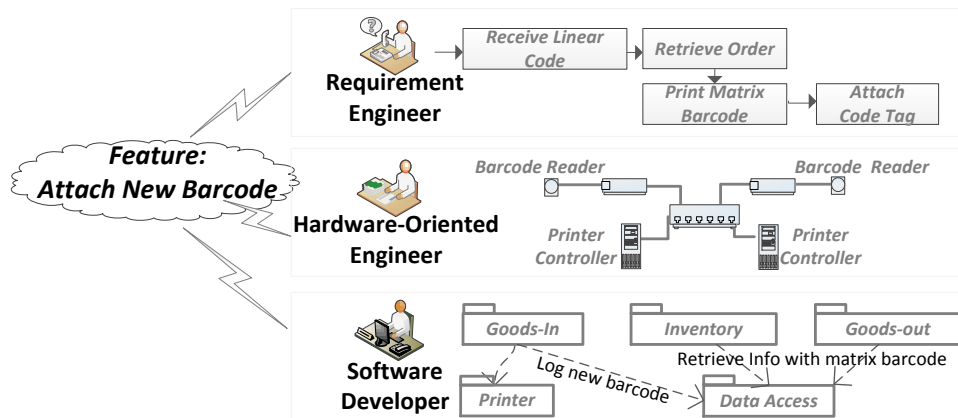 Feature:
Attach New Barcode
?
Requirement
Engineer
Receive Linear
Code
Retrieve Order
Print Matrix
Barcode
Attach
Code Tag
Hardware-Oriented
Engineer
Barcode Reader
Barcode Reader
Printer
Controller
Printer
Controller
Software
Developer
Goods-In
Inventory
Goods-out
Log new barcode
Retrieve Info with matrix barcode
Printer
Data Access